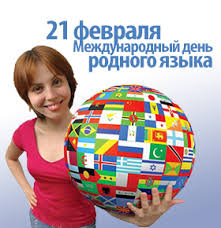 21 февраля
Международный день
родного языка